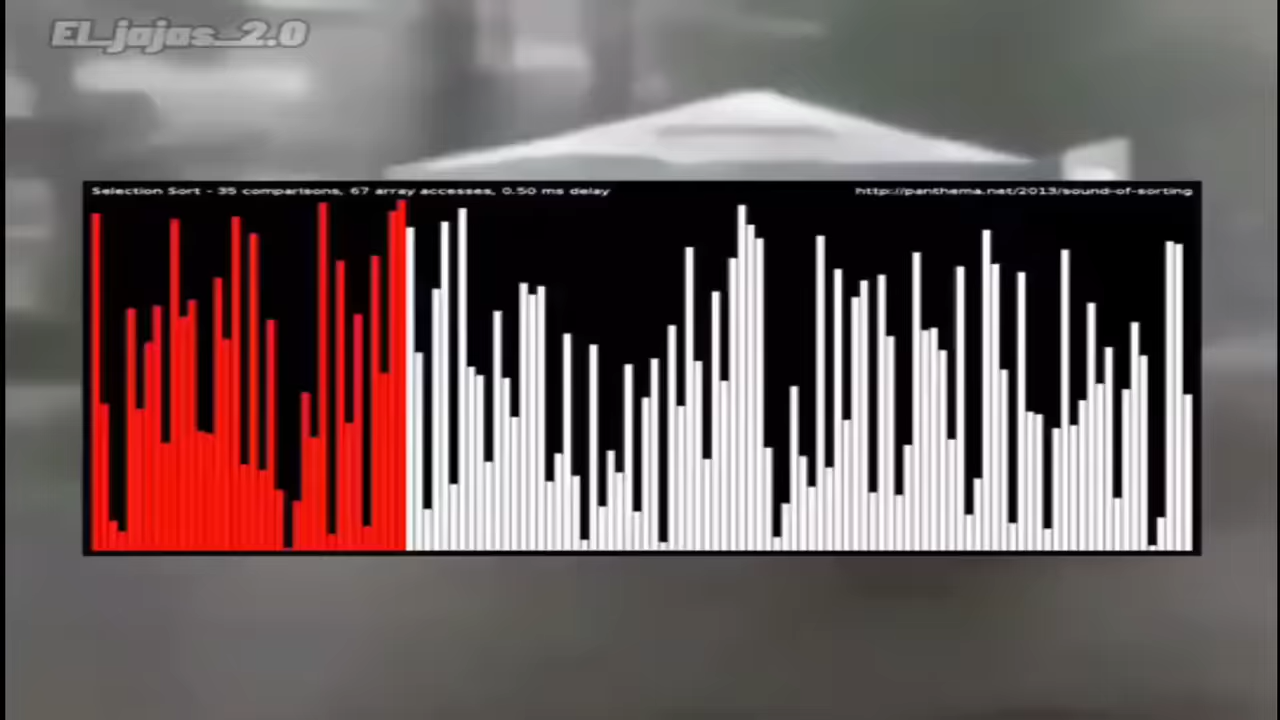 El_jajas_2.0
Selection Sort - 35 comparisons, 67 array accesses, 0.50 ms delay
http://panthema.net/2013/sound-of-sorting